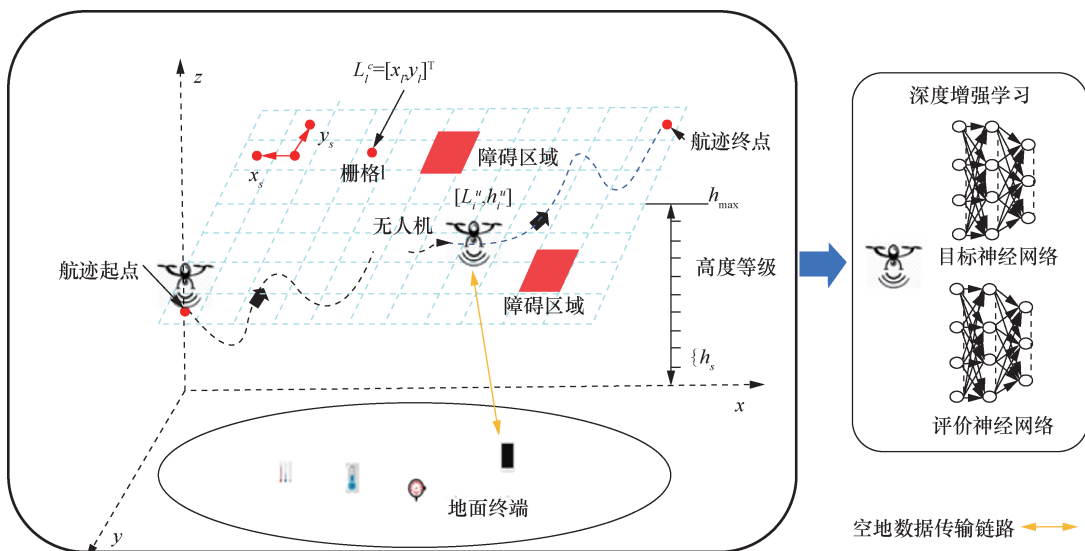 z
L_l^c=[x_l,y_l]^T
y_s
x_s
栅格l
障碍区域
航迹终点
[L_i^u,h_i^u]
h_max
无人机
航迹起点
高度等级
障碍区域
{h_s
x
地面终端
y
深度增强学习
目标神经网络
评价神经网络
空地数据传输链路